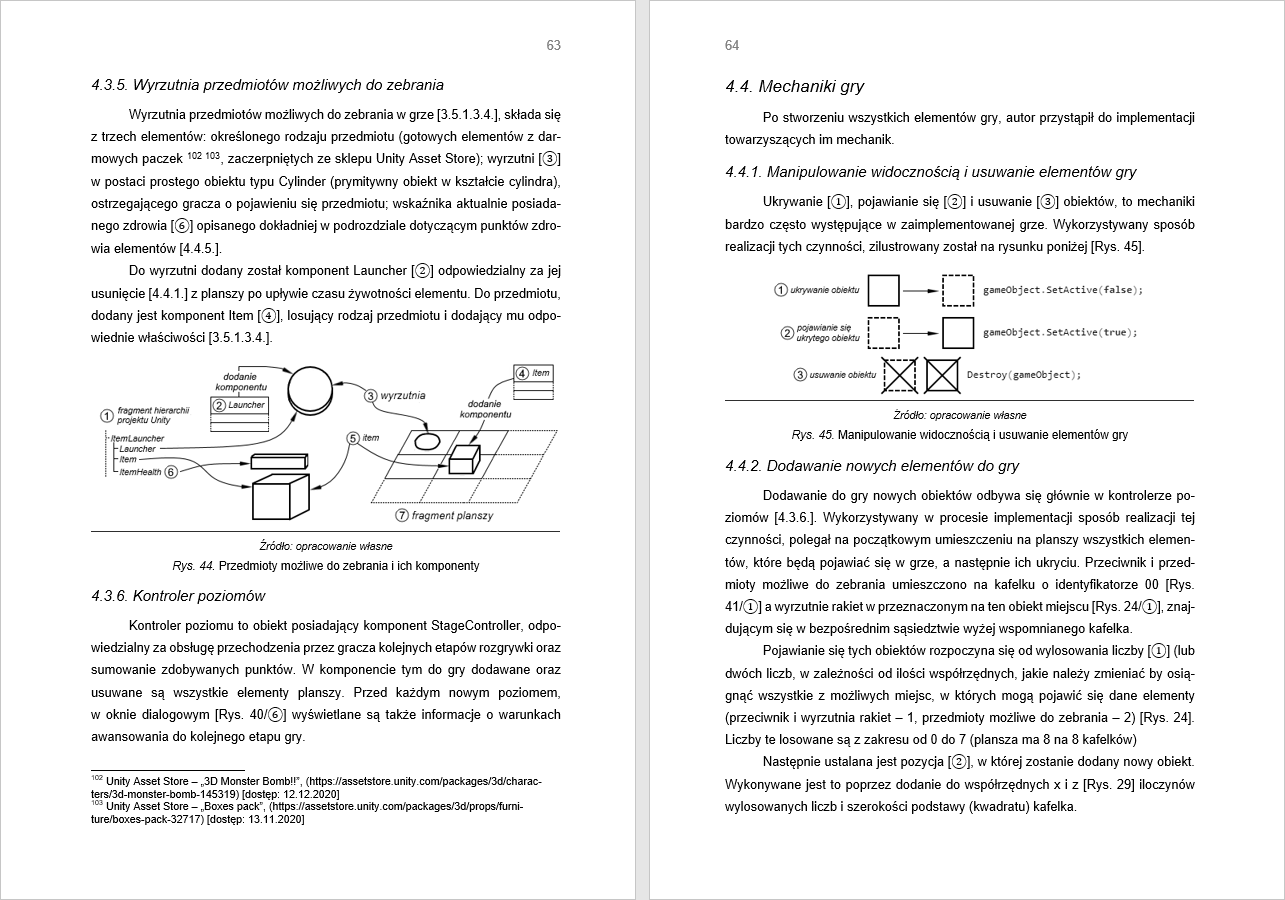 63
4.3.5. Wyrzutnia przedmiotów możliwych do zebrania
Wyrzutnia przedmiotów możliwych do zebrania w grze [3.5.1.3.4.], składa się
z trzech elementów: określonego rodzaju przedmiotu (gotowych elementów z dar-
mowych paczek 102 103, zaczerpniętych ze sklepu Unity Asset Store); wyrzutni [③]
w postaci prostego obiektu typu Cylinder (prymitywny obiekt w kształcie cylindra),
ostrzegającego gracza o pojawieniu się przedmiotu; wskaźnika aktualnie posiada-
nego zdrowia [⑥] opisanego dokładniej w podrozdziale dotyczącym punktów zdro-
wia elementów [4.4.5.].
Do wyrzutni dodany został komponent Launcher [②] odpowiedzialny za jej
usunięcie [4.4.1.] z planszy po upływie czasu żywotności elementu. Do przedmiotu,
dodany jest komponent Item [④], losujący rodzaj przedmiotu i dodający mu odpo-
wiednie właściwości [3.5.1.3.4.].
dodanie
komponentu
② Launcher
① fragment hierarchii
projektu Unity
ItemLauncher
Launcher
Item
ItemHealth ⑥
③ wyrzutnia
④ Item
dodanie
komponentu
⑤ item
⑦ fragment planszy
Źródło: opracowanie własne
Rys. 44. Przedmioty możliwe do zebrania i ich komponenty
4.3.6. Kontroler poziomów
Kontroler poziomu to obiekt posiadający komponent StageController, odpo-
wiedzialny za obsługę przechodzenia przez gracza kolejnych etapów rozgrywki oraz
sumowanie zdobywanych punktów. W komponencie tym do gry dodawane oraz
usuwane są wszystkie elementy planszy. Przed każdym nowym poziomem,
w oknie dialogowym [Rys. 40/⑥] wyświetlane są także informacje o warunkach
awansowania do kolejnego etapu gry.
102 Unity Asset Store – „3D Monster Bomb!!”, (https://assetstore.unity.com/packages/3d/charac-
ters/3d-monster-bomb-145319) [dostęp: 12.12.2020]
103 Unity Asset Store – „Boxes pack”, (https://assetstore.unity.com/packages/3d/props/furni-
ture/boxes-pack-32717) [dostęp: 13.11.2020]
64
4.4. Mechaniki gry
Po stworzeniu wszystkich elementów gry, autor przystąpił do implementacji
towarzyszących im mechanik.
4.4.1. Manipulowanie widocznością i usuwanie elementów gry
Ukrywanie [①], pojawianie się [②] i usuwanie [③] obiektów, to mechaniki
bardzo często występujące w zaimplementowanej grze. Wykorzystywany sposób
realizacji tych czynności, zilustrowany został na rysunku poniżej [Rys. 45].
① ukrywanie obiektu gameObject.SetActive(false);
② pojawianie się
ukrytego obiektu gameObject.SetActive(true);
③ usuwanie obiektu Destroy(gameObject);
Źródło: opracowanie własne
Rys. 45. Manipulowanie widocznością i usuwanie elementów gry
4.4.2. Dodawanie nowych elementów do gry
Dodawanie do gry nowych obiektów odbywa się głównie w kontrolerze po-
ziomów [4.3.6.]. Wykorzystywany w procesie implementacji sposób realizacji tej
czynności, polegał na początkowym umieszczeniu na planszy wszystkich elemen-
tów, które będą pojawiać się w grze, a następnie ich ukryciu. Przeciwnik i przed-
mioty możliwe do zebrania umieszczono na kafelku o identyfikatorze 00 [Rys.
41/①] a wyrzutnie rakiet w przeznaczonym na ten obiekt miejscu [Rys. 24/①], znaj-
dującym się w bezpośrednim sąsiedztwie wyżej wspomnianego kafelka.
Pojawianie się tych obiektów rozpoczyna się od wylosowania liczby [①] (lub
dwóch liczb, w zależności od ilości współrzędnych, jakie należy zmieniać by osią-
gnąć wszystkie z możliwych miejsc, w których mogą pojawić się dane elementy
(przeciwnik i wyrzutnia rakiet – 1, przedmioty możliwe do zebrania – 2) [Rys. 24].
Liczby te losowane są z zakresu od 0 do 7 (plansza ma 8 na 8 kafelków)
Następnie ustalana jest pozycja [②], w której zostanie dodany nowy obiekt.
Wykonywane jest to poprzez dodanie do współrzędnych x i z [Rys. 29] iloczynów
wylosowanych liczb i szerokości podstawy (kwadratu) kafelka.